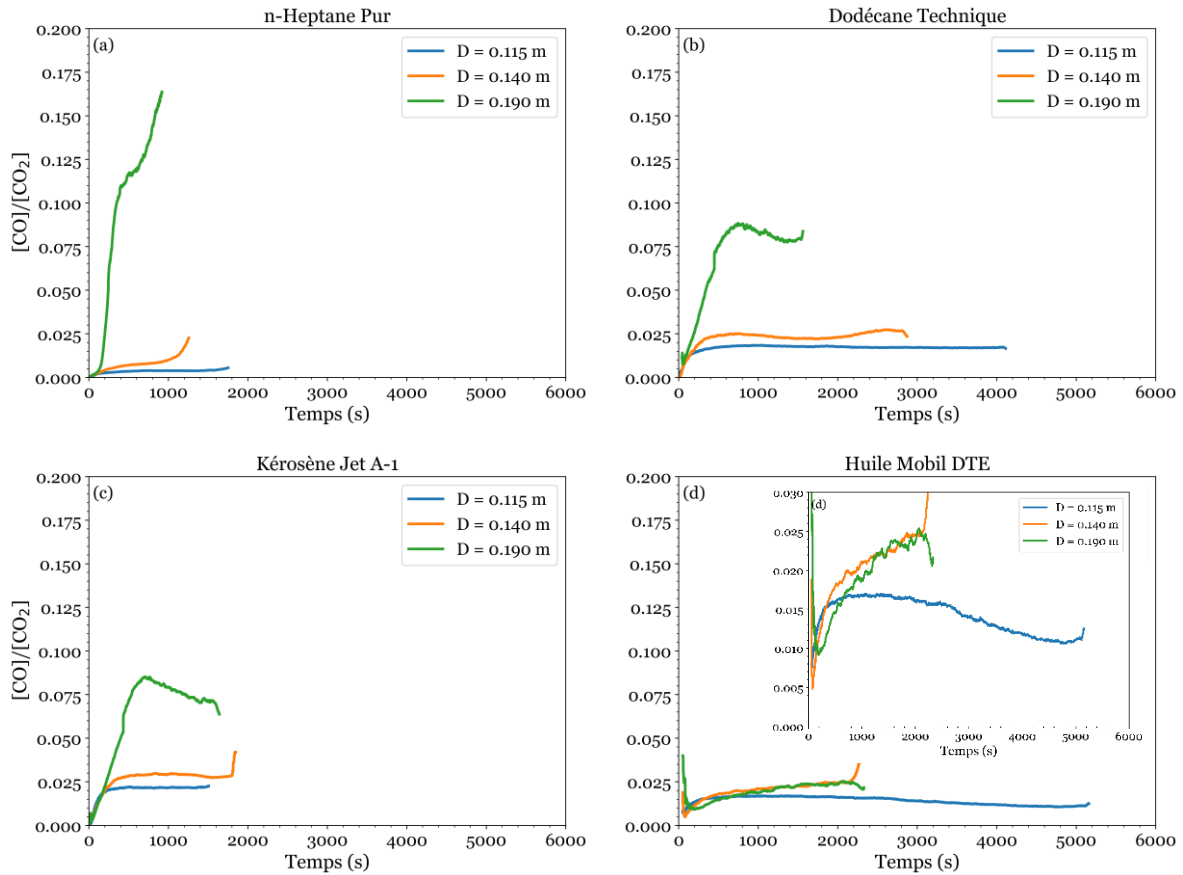 n-Heptane Pur
(a)
D = 0.115 m
D = 0.140 m
D = 0.190 m
0.200
0.175
0.150
0.125
0.100
0.075
0.050
0.025
0.000
[CO]/[CO₂]
0 1000 2000 3000 4000 5000 6000
Temps (s)
Dodécane Technique
(b)
D = 0.115 m
D = 0.140 m
D = 0.190 m
0.200
0.175
0.150
0.125
0.100
0.075
0.050
0.025
0.000
0 1000 2000 3000 4000 5000 6000
Temps (s)
Kérosène Jet A-1
(c)
D = 0.115 m
D = 0.140 m
D = 0.190 m
0.200
0.175
0.150
0.125
0.100
0.075
0.050
0.025
0.000
[CO]/[CO₂]
0 1000 2000 3000 4000 5000 6000
Temps (s)
Huile Mobil DTE
(d)
0.200
0.175
0.150
0.125
0.100
0.075
0.050
0.025
0.000
0 1000 2000 3000 4000 5000 6000
Temps (s)
(d)
D = 0.115 m
D = 0.140 m
D = 0.190 m
0.030
0.025
0.020
0.015
0.010
0.005
0.000
0 1000 2000 3000 4000 5000 6000
Temps (s)